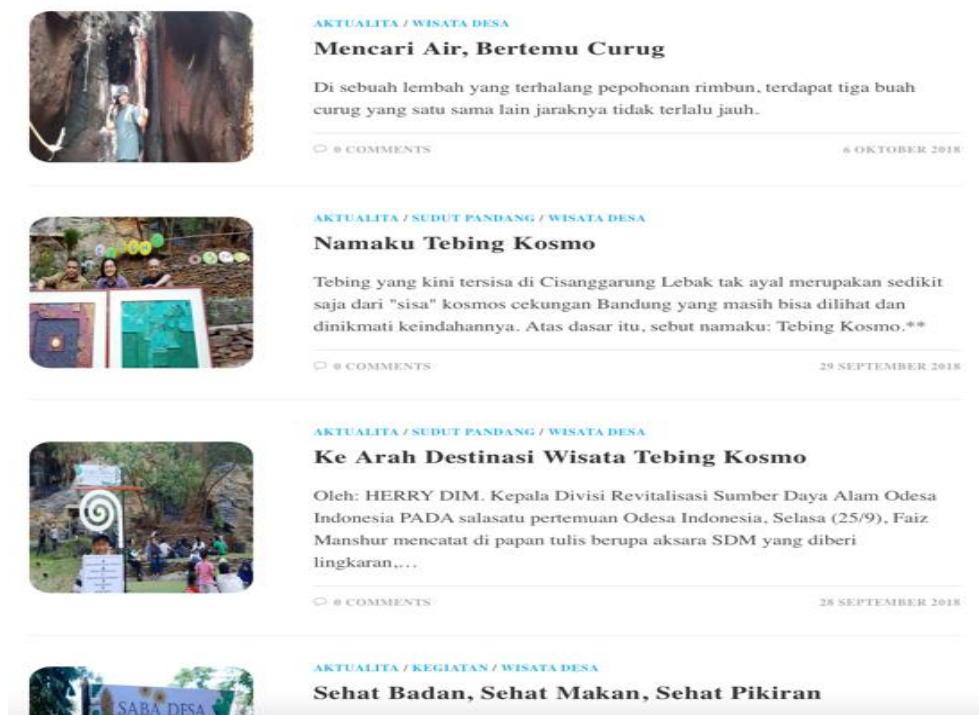 AKTUALITA / WISATA DESA
Mencari Air, Bertemu Curug
Di sebuah lembah yang terhalang pepohonan rimbun, terdapat tiga buah
curug yang satu sama lain jaraknya tidak terlalu jauh.
0 COMMENTS
6 OKTOBER 2018
AKTUALITA / SUDUT PANDANG / WISATA DESA
Namaku Tebing Kosmo
Tebing yang kini tersisa di Cisanggarung Lebak tak ayal merupakan sedikit
saja dari "sisa" kosmos cekungan Bandung yang masih bisa dilihat dan
dinikmati keindahannya. Atas dasar itu, sebut namaku: Tebing Kosmo.**
0 COMMENTS
29 SEPTEMBER 2018
AKTUALITA / SUDUT PANDANG / WISATA DESA
Ke Arah Destinasi Wisata Tebing Kosmo
Oleh: HERRY DIM. Kepala Divisi Revitalisasi Sumber Daya Alam Odesa
Indonesia PADA salasatu pertemuan Odesa Indonesia, Selasa (25/9), Faiz
Manshur mencatat di papan tulis berupa aksara SDM yang diberi
lingkaran,…
0 COMMENTS
28 SEPTEMBER 2018
AKTUALITA / KEGIATAN / WISATA DESA
Sehat Badan, Sehat Makan, Sehat Pikiran
SABA DESA